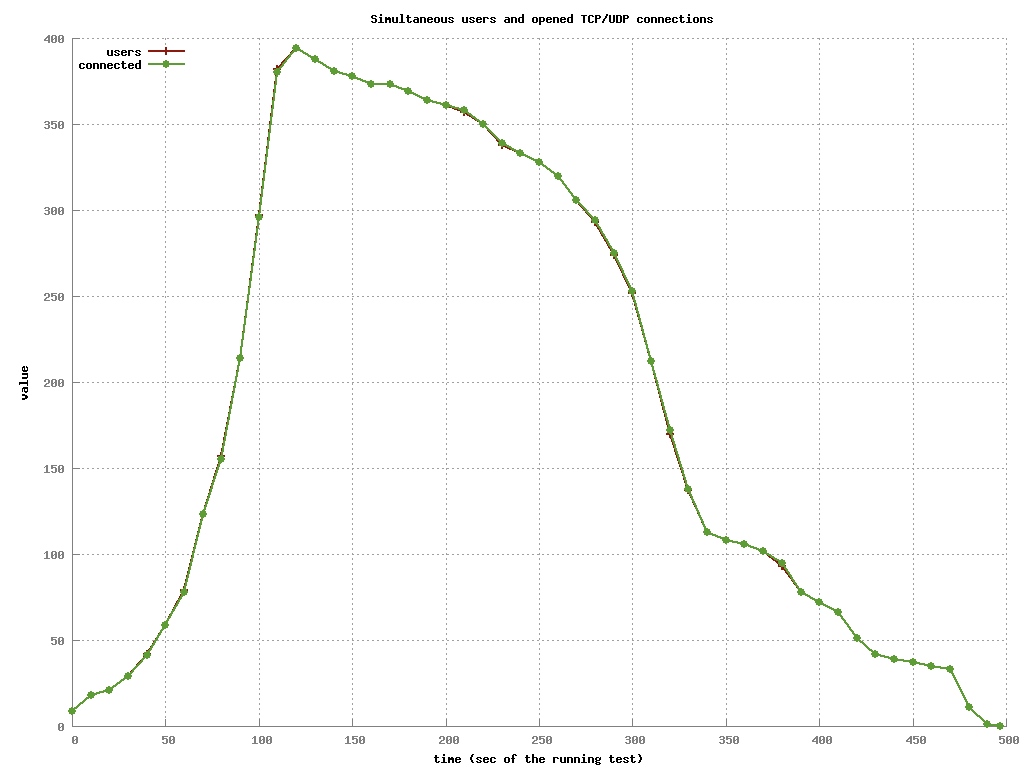 Simultaneous users and opened TCP/UDP connections
400
users
connected
350
300
250
value
200
150
100
50
0
0 50 100 150 200 250 300 350 400 450 500
time (sec of the running test)